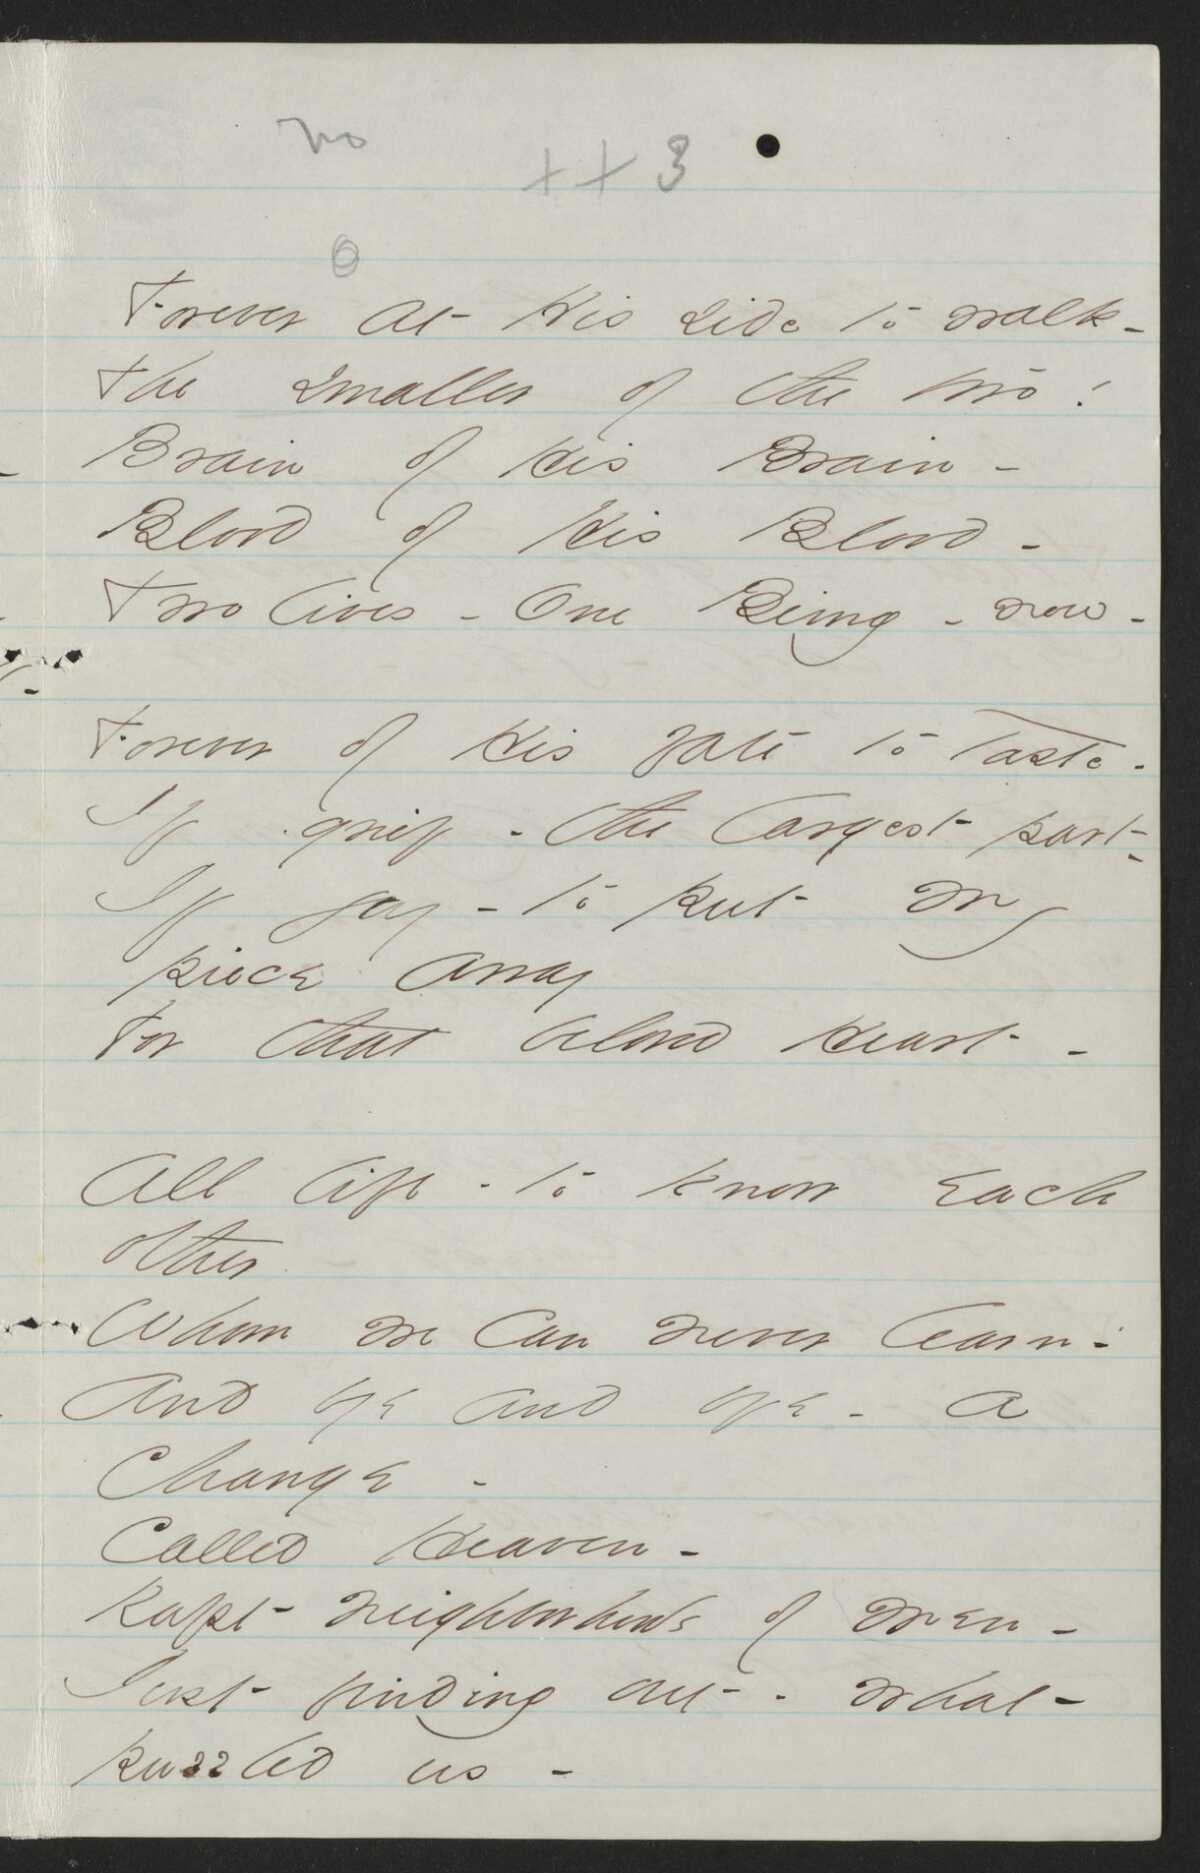 no
++3
Forever at His side to walk -
The smaller of the two!
Brain of His Brain -
Blood of His Blood -
Two lives - One Being - now -
Forever of His fate to taste -
If grief - the largest part -
If joy - to put my
piece away
For that beloved Heart -
All life - to know each
other
Whom we can never learn -
And bye and bye - a
Change -
Called Heaven -
Rapt neighborhoods of men -
Just finding out - what -
puzzled us -